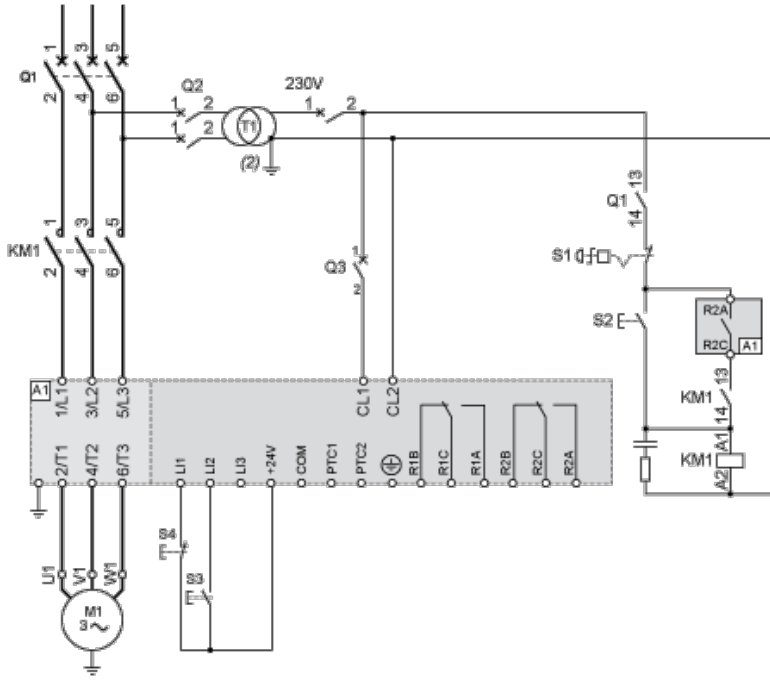 1 3 5
Q1
2 4 6
Q2
1 2
1 2
T1
(2)
230V
1 2
13
Q1
14
S1
KM1
1 3 5
2 4 6
Q3
1
2
S2
R2A
R2C
A1
13
KM1
14
A1
KM1
A2
A1
1/L1 3/L2 5/L3 CL1 CL2
2/T1 4/T2 6/T3 LI1 LI2 LI3 +24V COM PTC1 PTC2 R1B R1C R1A R2B R2C R2A
S4
S3
U1 V1 W1
M1
3